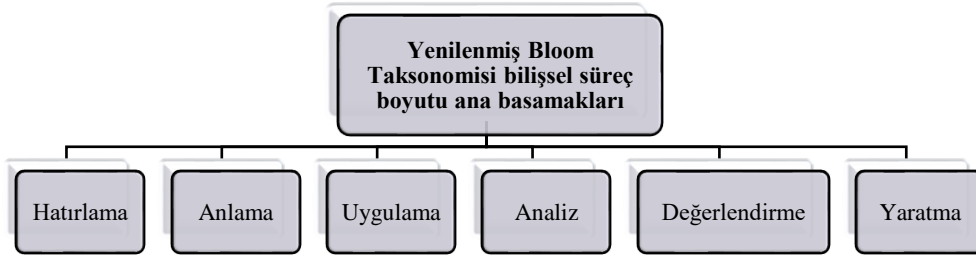 Yenilenmiş Bloom
Taksonomisi bilişsel süreç
boyutu ana basamakları
Hatırlama
Anlama
Uygulama
Analiz
Değerlendirme
Yaratma